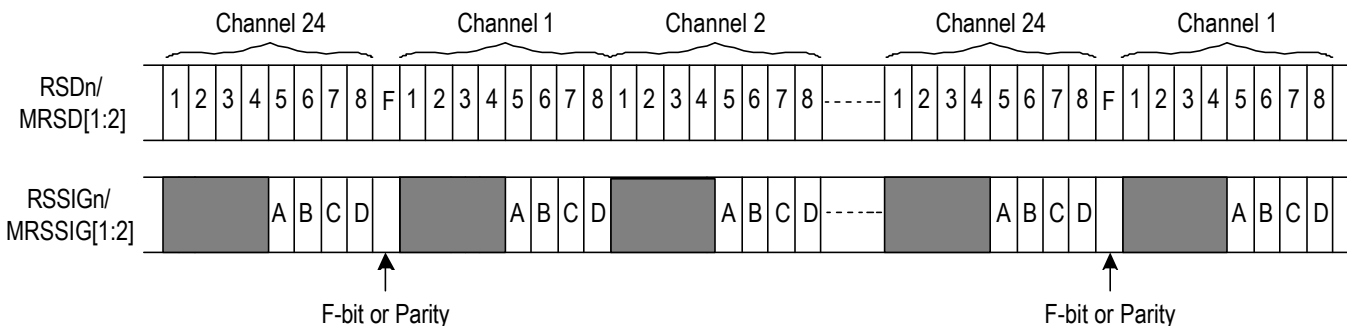 Channel 24 Channel 1 Channel 2 Channel 24 Channel 1
RSDn/
MRSD[1:2]
1 2 3 4 5 6 7 8 F 1 2 3 4 5 6 7 8 1 2 3 4 5 6 7 8 1 2 3 4 5 6 7 8 F 1 2 3 4 5 6 7 8
RSSIGn/
MRSSIG[1:2]
A B C D A B C D A B C D A B C D A B C D
F-bit or Parity F-bit or Parity